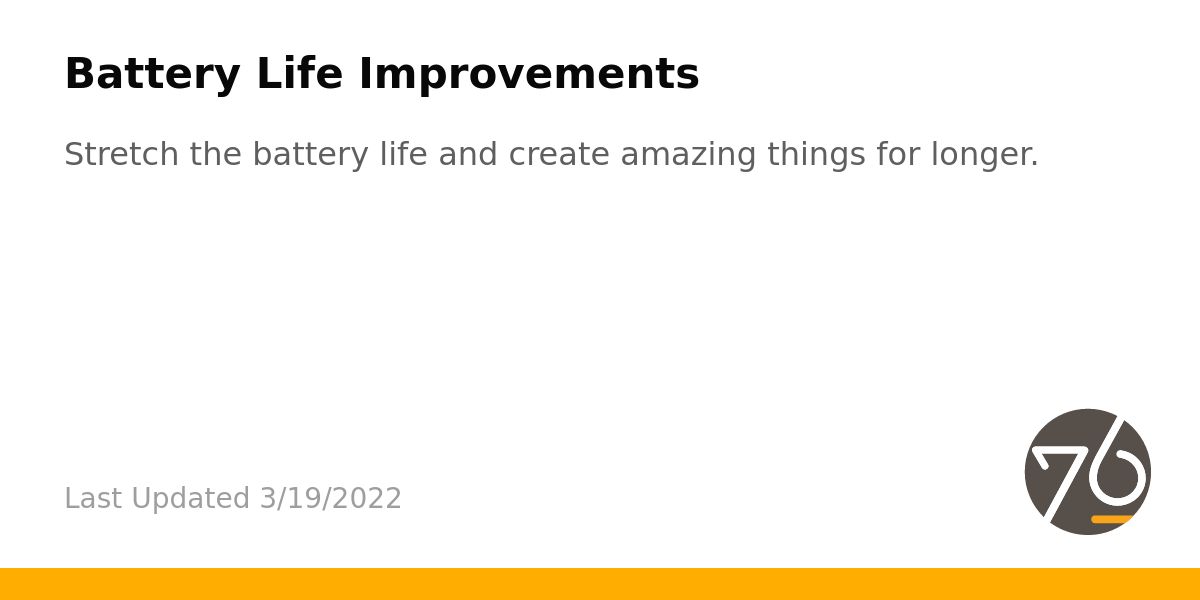 Battery Life Improvements
Stretch the battery life and create amazing things for longer.
Last Updated 3/19/2022
76